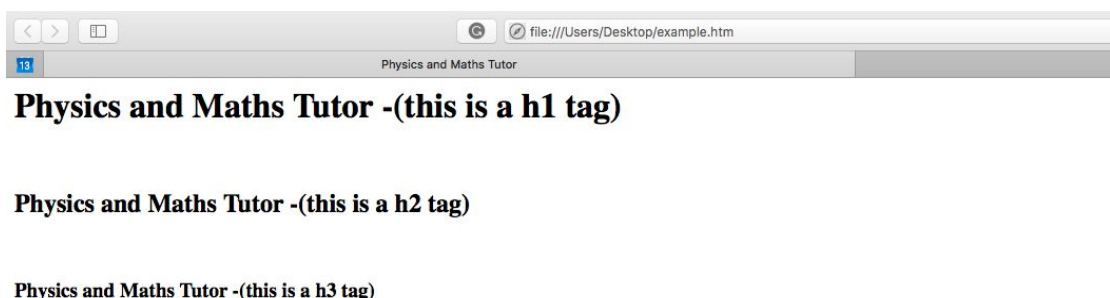 file:///Users/Desktop/example.htm
13
Physics and Maths Tutor
Physics and Maths Tutor -(this is a h1 tag)
Physics and Maths Tutor -(this is a h2 tag)
Physics and Maths Tutor -(this is a h3 tag)